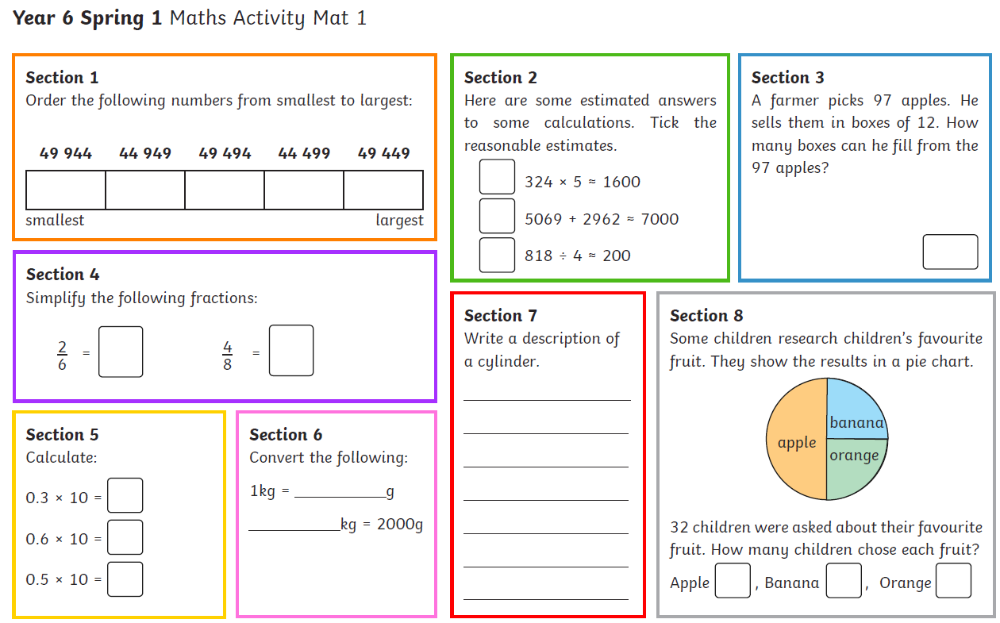 Year 6 Spring 1 Maths Activity Mat 1
Section 1
Order the following numbers from smallest to largest:
49 944 44 949 49 494 44 499 49 449
smallest largest
Section 2
Here are some estimated answers
to some calculations. Tick the
reasonable estimates.
324 × 5 ≈ 1600
5069 + 2962 ≈ 7000
818 ÷ 4 ≈ 200
Section 3
A farmer picks 97 apples. He
sells them in boxes of 12. How
many boxes can he fill from the
97 apples?
Section 4
Simplify the following fractions:
2/6 = 4/8 =
Section 5
Calculate:
0.3 × 10 =
0.6 × 10 =
0.5 × 10 =
Section 6
Convert the following:
1kg = ___________g
___________kg = 2000g
Section 7
Write a description of
a cylinder.
Section 8
Some children research children's favourite
fruit. They show the results in a pie chart.
banana
apple
orange
32 children were asked about their favourite
fruit. How many children chose each fruit?
Apple , Banana , Orange